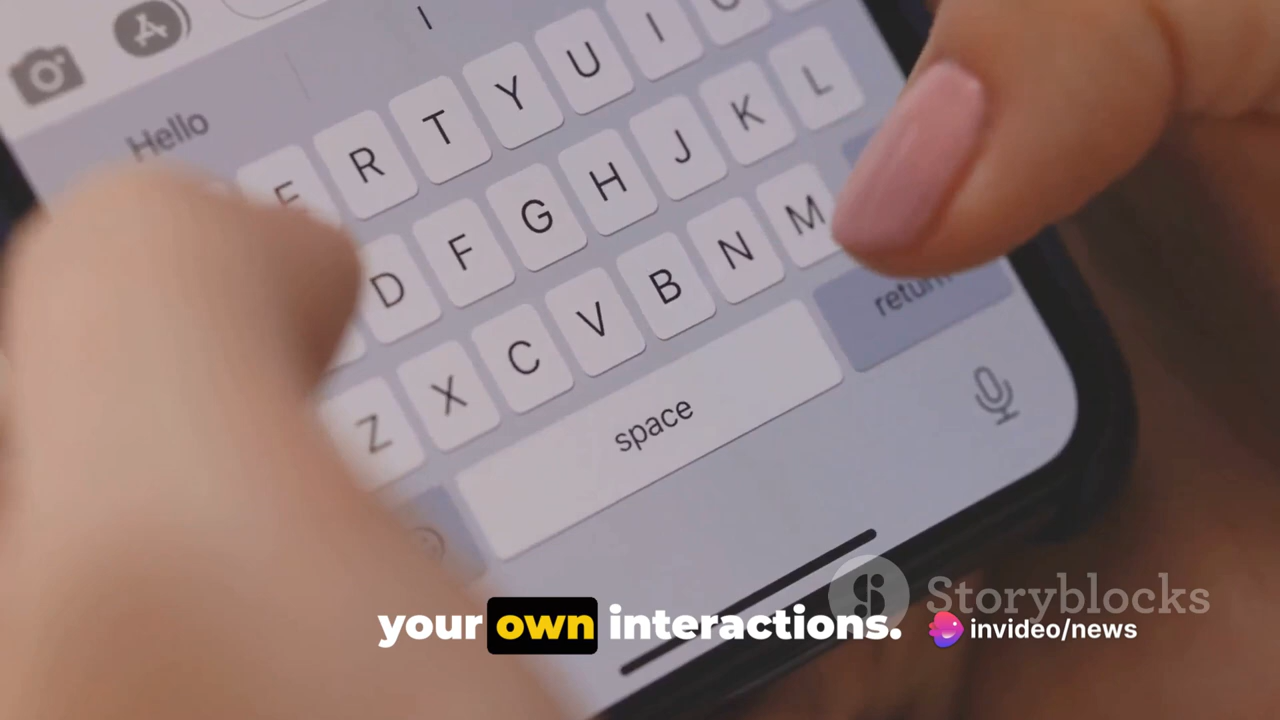 I
Hello
E R T Y U I O
D F G H J K L
Z X C V B N M
space
return
Storyblocks
your own interactions.
invideo/news